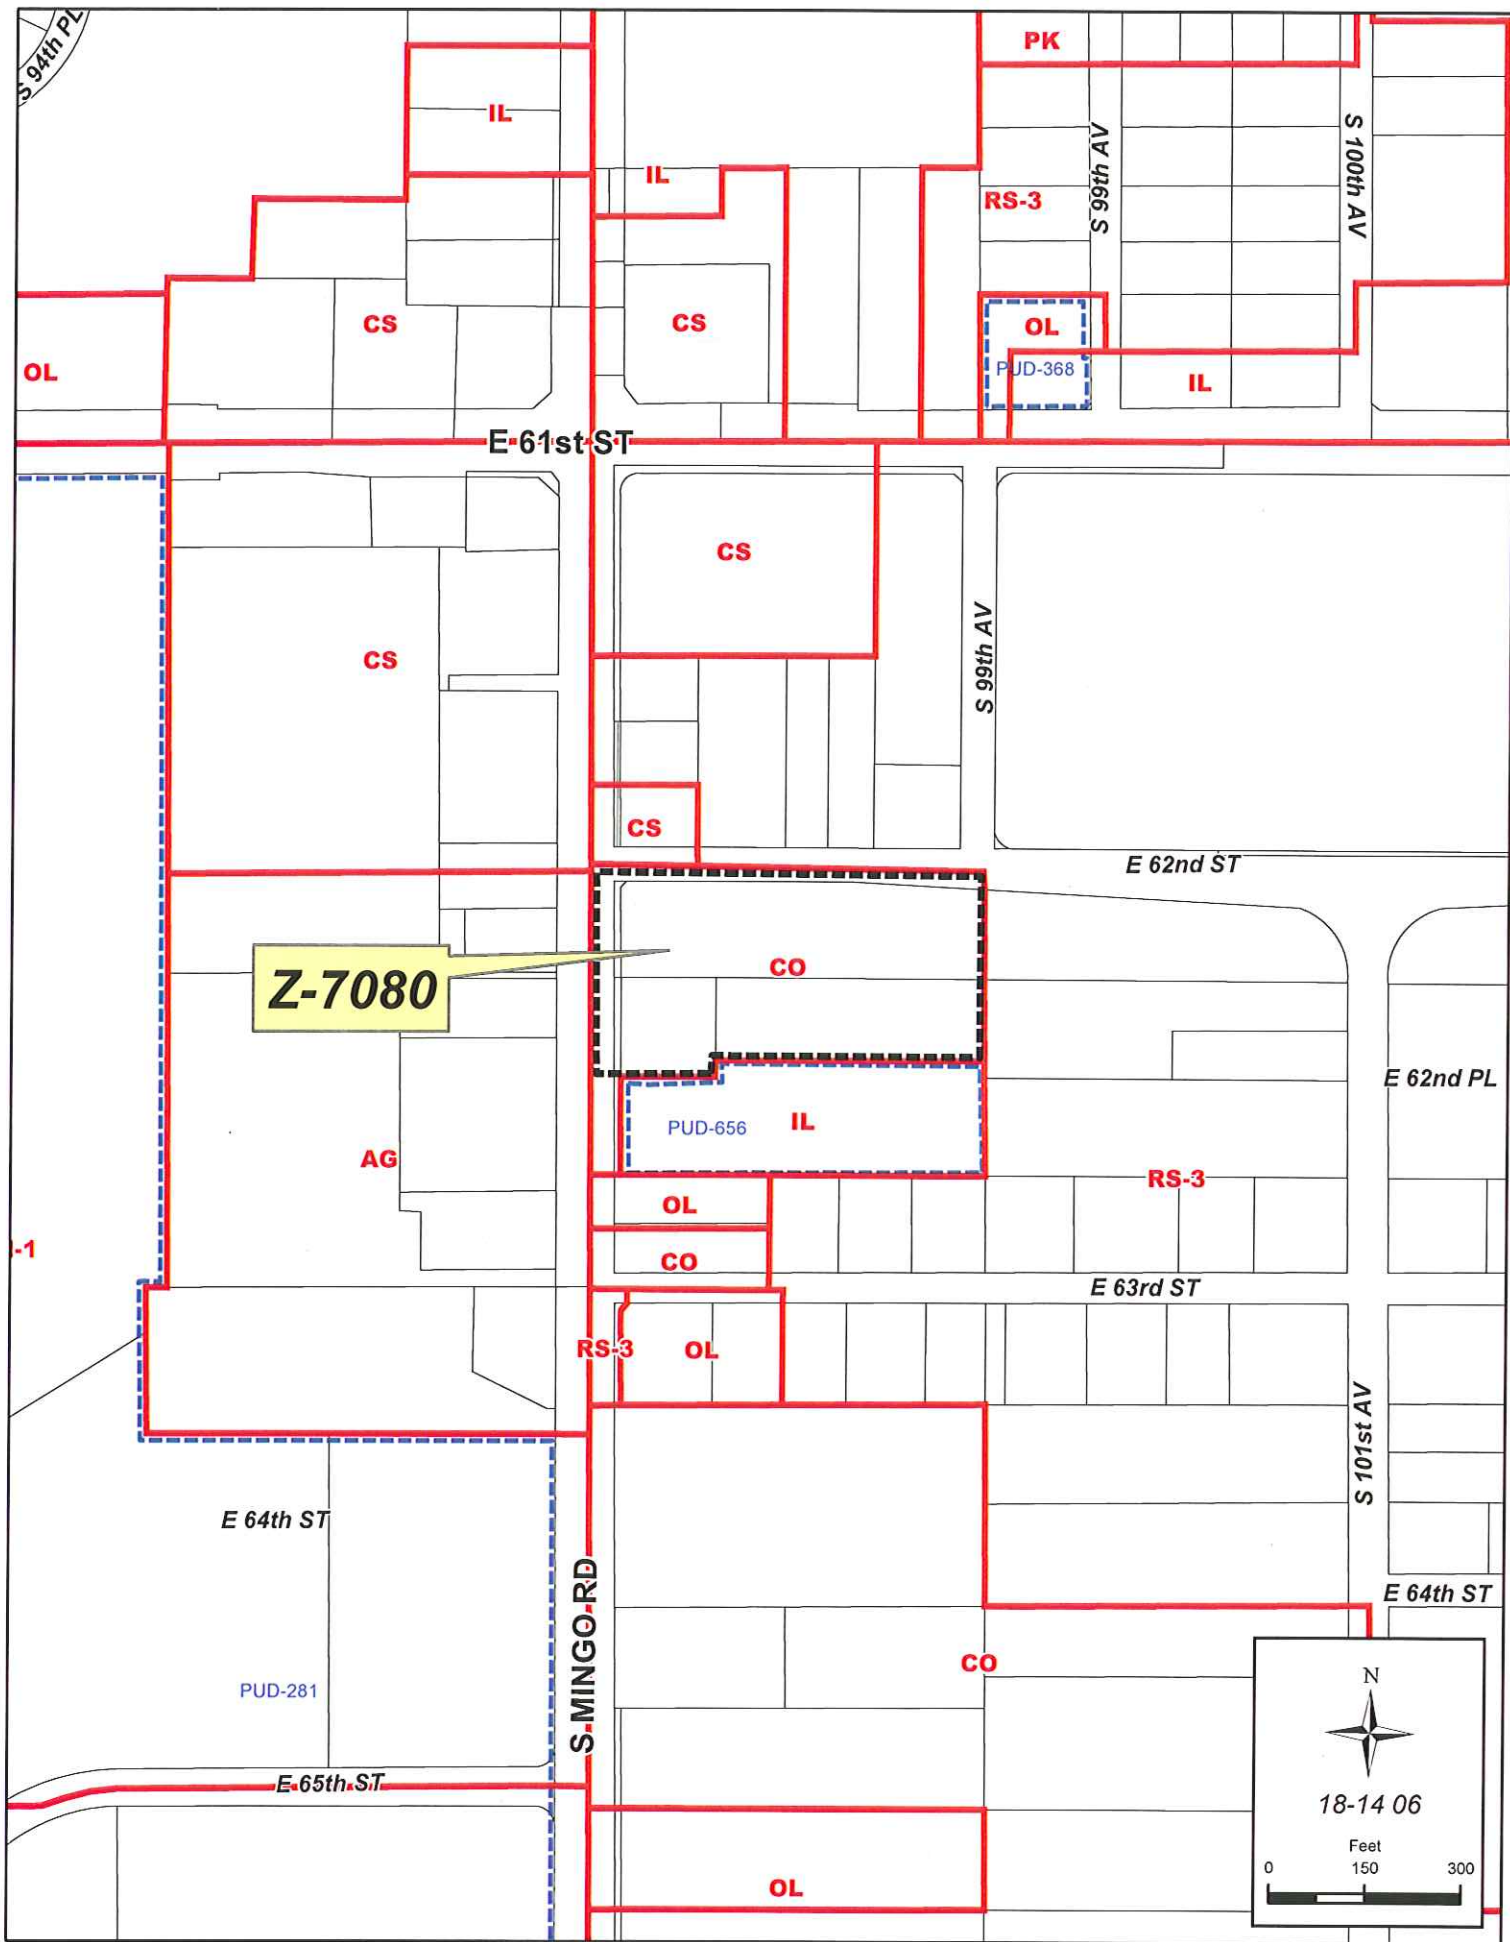 S 94th PL
PK
IL
S 99th AV
S 100th AV
IL
RS-3
CS
CS
OL
OL
PUD-368
IL
E 61st ST
CS
CS
S 99th AV
CS
E 62nd ST
Z-7080
CO
E 62nd PL
PUD-656
IL
AG
RS-3
OL
-1
CO
E 63rd ST
RS-3
OL
S 101st AV
E 64th ST
E 64th ST
S MINGO RD
CO
PUD-281
N
E 65th ST
18-14 06
Feet
0 150 300
OL